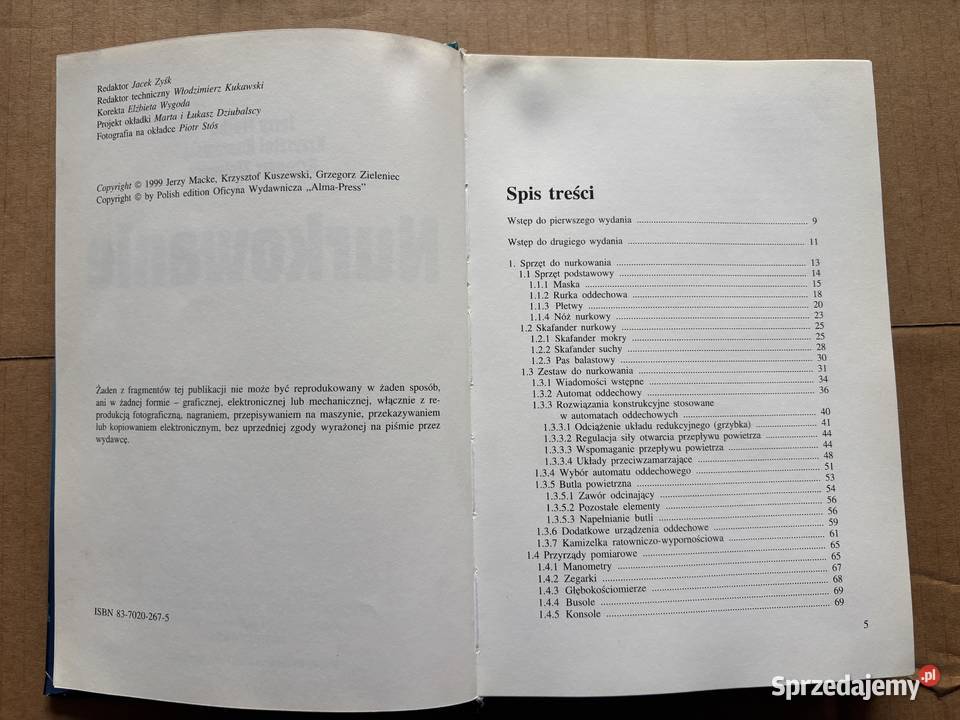 Redaktor Jacek Zyśk
Redaktor techniczny Włodzimierz Kukawski
Korekta Elżbieta Wygoda
Projekt okładki Marta i Łukasz Dziubalscy
Fotografia na okładce Piotr Stós
Copyright © 1999 Jerzy Macke, Krzysztof Kuszewski, Grzegorz Zieleniec
Copyright © by Polish edition Oficyna Wydawnicza „Alma-Press”
Żaden z fragmentów tej publikacji nie może być reprodukowany w żaden sposób,
ani w żadnej formie – graficznej, elektronicznej lub mechanicznej, włącznie z re-
produkcją fotograficzną, nagraniem, przepisywaniem na maszynie, przekazywaniem
lub kopiowaniem elektronicznym, bez uprzedniej zgody wyrażonej na piśmie przez
wydawcę.
ISBN 83-7020-267-5
Spis treści
Wstęp do pierwszego wydania 9
Wstęp do drugiego wydania 11
1. Sprzęt do nurkowania 13
1.1 Sprzęt podstawowy 14
1.1.1 Maska 15
1.1.2 Rurka oddechowa 18
1.1.3 Płetwy 20
1.1.4 Nóż nurkowy 23
1.2 Skafander nurkowy 25
1.2.1 Skafander mokry 25
1.2.2 Skafander suchy 28
1.2.3 Pas balastowy 30
1.3 Zestaw do nurkowania 31
1.3.1 Wiadomości wstępne 34
1.3.2 Automat oddechowy 36
1.3.3 Rozwiązania konstrukcyjne stosowane
w automatach oddechowych 40
1.3.3.1 Odciążenie układu redukcyjnego (grzybka) 41
1.3.3.2 Regulacja siły otwarcia przepływu powietrza 44
1.3.3.3 Wspomaganie przepływu powietrza 44
1.3.3.4 Układy przeciwzamarzające 48
1.3.4 Wybór automatu oddechowego 51
1.3.5 Butla powietrzna 53
1.3.5.1 Zawór odcinający 54
1.3.5.2 Pozostałe elementy 56
1.3.5.3 Napełnianie butli 56
1.3.6 Dodatkowe urządzenia oddechowe 59
1.3.7 Kamizelka ratowniczo-wypornościowa 61
1.4 Przyrządy pomiarowe 65
1.4.1 Manometry 65
1.4.2 Zegarki 67
1.4.3 Głębokościomierze 68
1.4.4 Busole 69
1.4.5 Konsole 69
5
Sprzedajemy.pl